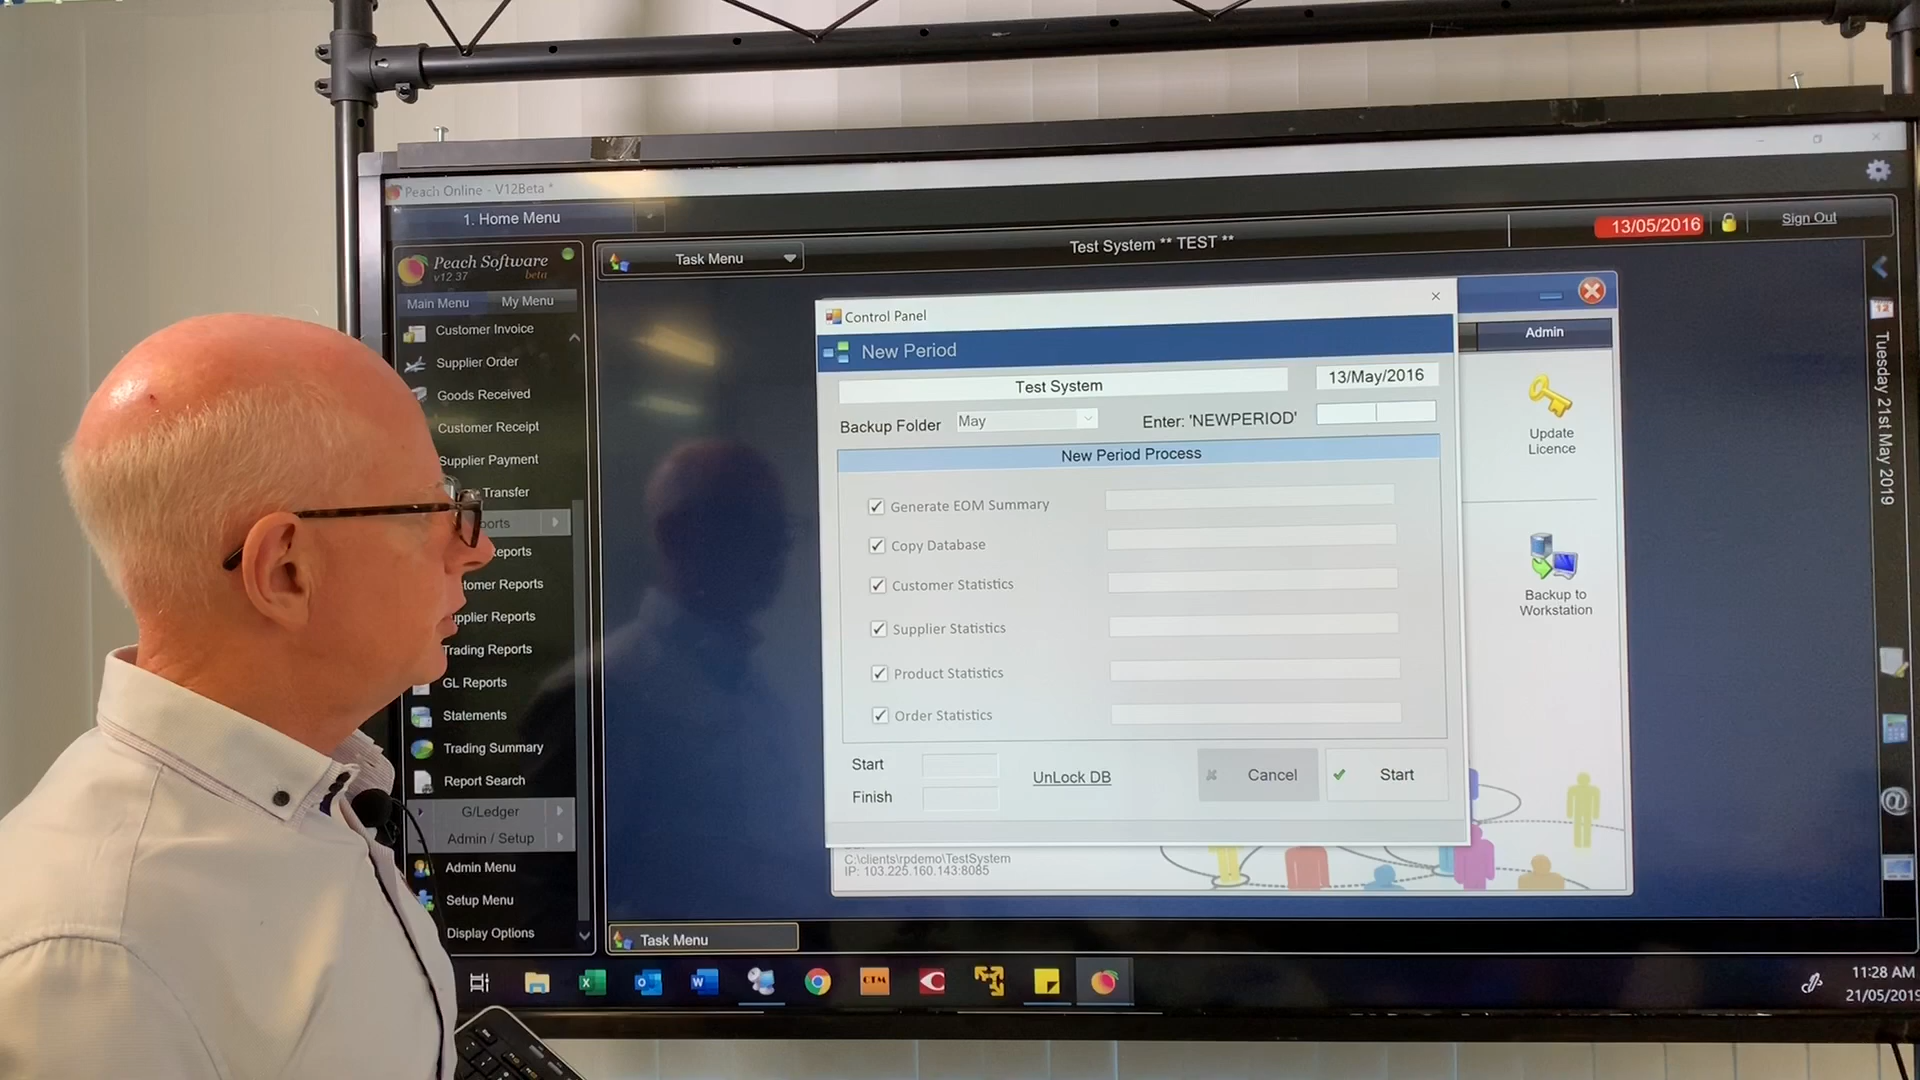 Peach Online - V12Beta *
1. Home Menu
13/05/2016
Sign Out
Test System ** TEST **
Peach Software
v12.37
beta
Task Menu
Main Menu
My Menu
Customer Invoice
Supplier Order
Goods Received
Customer Receipt
Supplier Payment
Transfer
ports
eports
tomer Reports
pplier Reports
Trading Reports
GL Reports
Statements
Trading Summary
Report Search
G/Ledger
Admin / Setup
Admin Menu
Setup Menu
Display Options
Control Panel
New Period
Test System
13/May/2016
Backup Folder
May
Enter: 'NEWPERIOD'
New Period Process
Generate EOM Summary
Copy Database
Customer Statistics
Supplier Statistics
Product Statistics
Order Statistics
Start
Finish
UnLock DB
Cancel
Start
Admin
Update
Licence
Backup to
Workstation
C:\clients\rpdemo\TestSystem
IP: 103.225.160.143:8085
12
Tuesday 21st May 2019
Task Menu
CTM
11:28 AM
21/05/2019